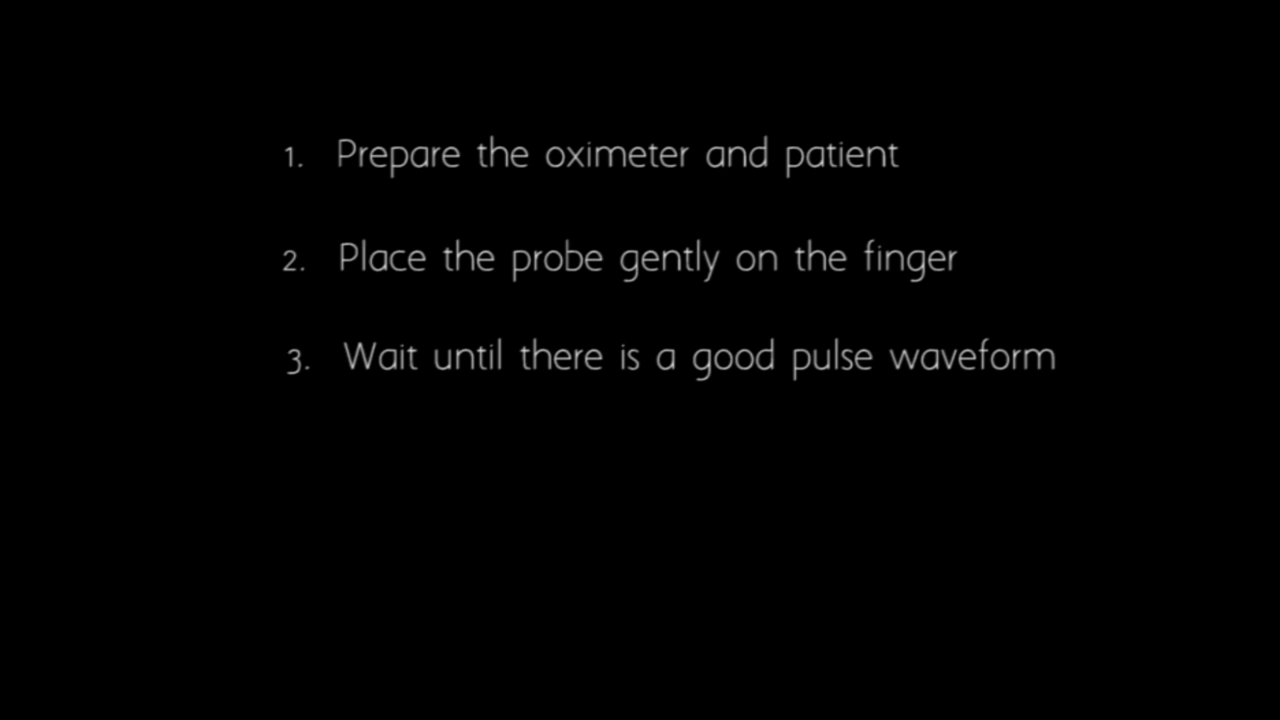 1. Prepare the oximeter and patient
2. Place the probe gently on the finger
3. Wait until there is a good pulse waveform